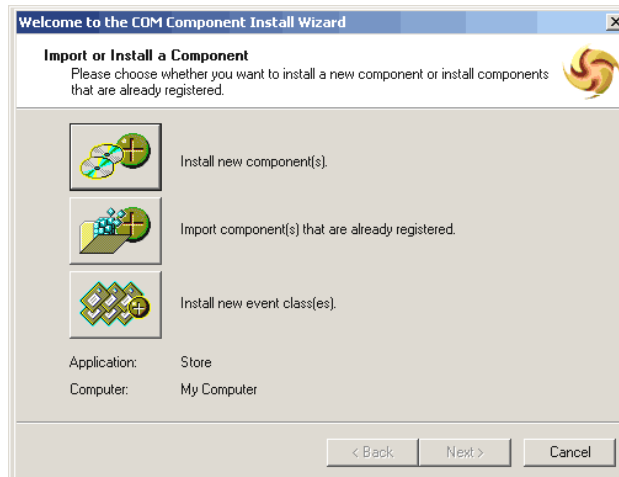 Welcome to the COM Component Install Wizard
Import or Install a Component
Please choose whether you want to install a new component or install components
that are already registered.
Install new component(s).
Import component(s) that are already registered.
Install new event class(es).
Application: Store
Computer: My Computer
< Back Next > Cancel